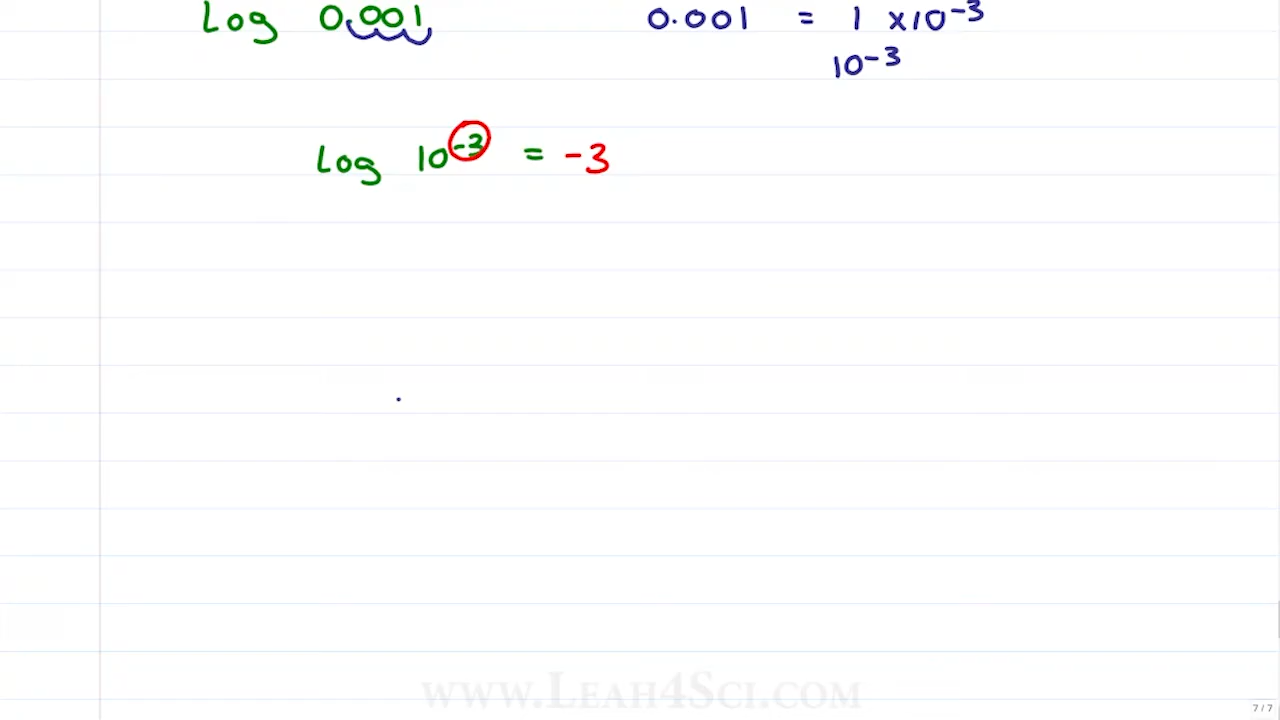 Log 0.001 0.001 = 1 x10⁻³
10⁻³
Log 10⁻³ = -3
www.Leah4Sci.com
7 / 7